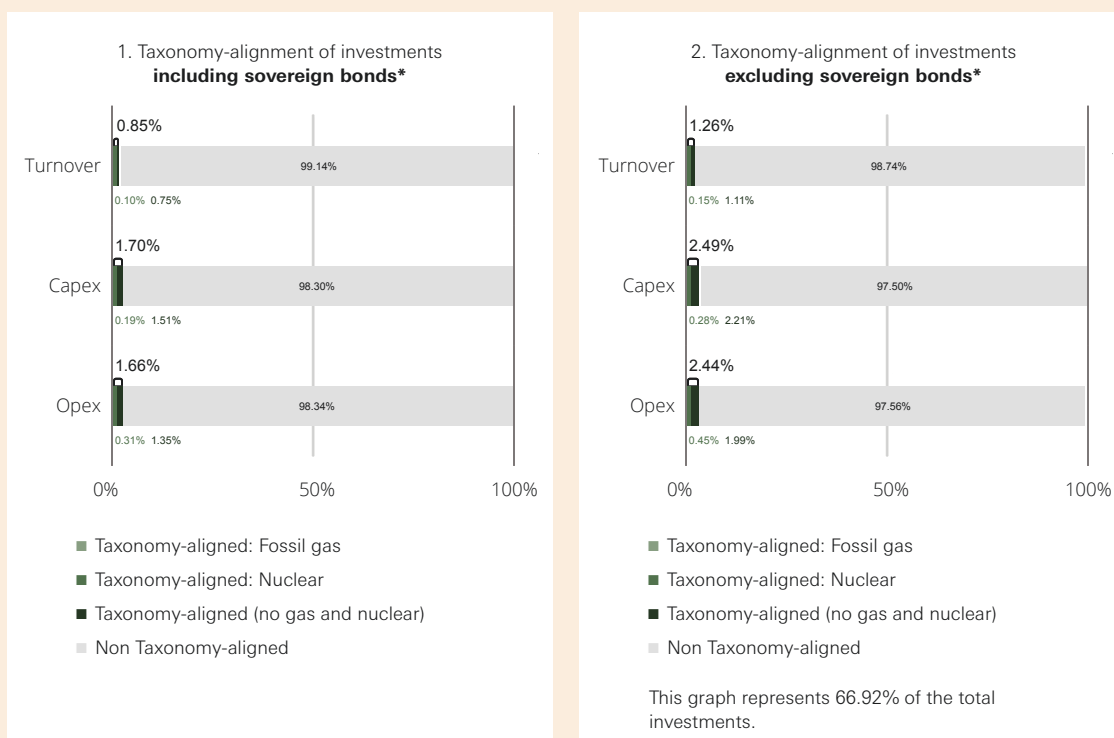 1. Taxonomy-alignment of investments
including sovereign bonds*
0.85%
Turnover
99.14%
0.10% 0.75%
1.70%
Capex
98.30%
0.19% 1.51%
1.66%
Opex
98.34%
0.31% 1.35%
0% 50% 100%
Taxonomy-aligned: Fossil gas
Taxonomy-aligned: Nuclear
Taxonomy-aligned (no gas and nuclear)
Non Taxonomy-aligned
2. Taxonomy-alignment of investments
excluding sovereign bonds*
1.26%
Turnover
98.74%
0.15% 1.11%
2.49%
Capex
97.50%
0.28% 2.21%
2.44%
Opex
97.56%
0.45% 1.99%
0% 50% 100%
Taxonomy-aligned: Fossil gas
Taxonomy-aligned: Nuclear
Taxonomy-aligned (no gas and nuclear)
Non Taxonomy-aligned
This graph represents 66.92% of the total
investments.